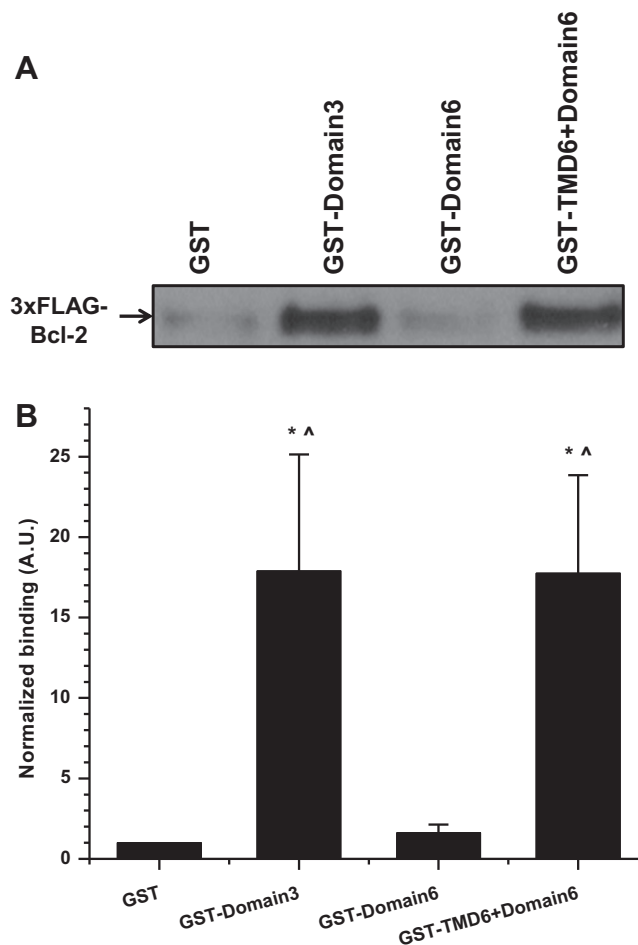 A
GST
GST-Domain3
GST-Domain6
GST-TMD6+Domain6
3xFLAG-
Bcl-2
B
Normalized binding (A.U.)
25
20
15
10
5
0
* ^
* ^
GST
GST-Domain3
GST-Domain6
GST-TMD6+Domain6